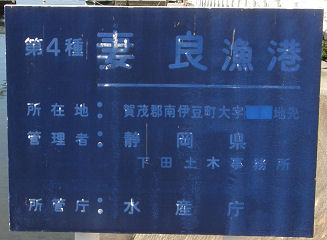 第4種 妻良漁港
所在地： 賀茂郡南伊豆町大字 地先
管理者： 静岡県
下田土木事務所
所管庁： 水産庁